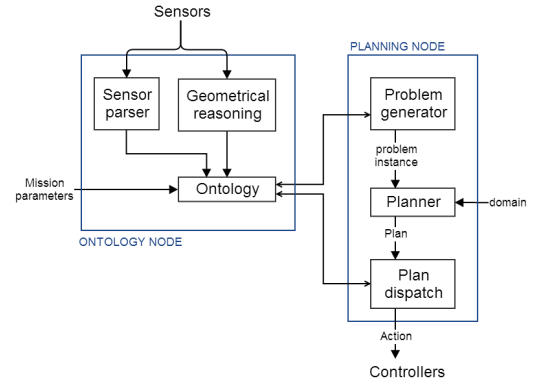 Sensors
PLANNING NODE
Sensor
parser
Geometrical
reasoning
Problem
generator
problem
instance
Mission
parameters
Ontology
Planner
domain
Plan
ONTOLOGY NODE
Plan
dispatch
Action
Controllers